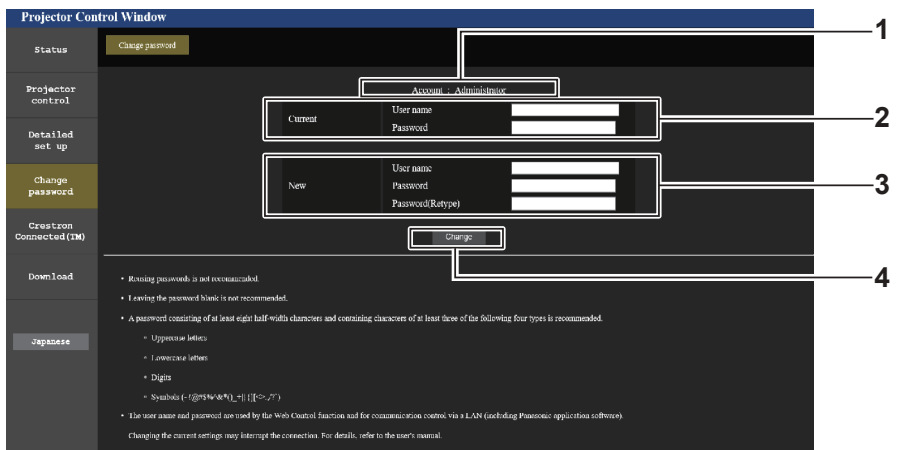 Projector Control Window
Status
Projector
control
Detailed
set up
Change
password
Crestron
Connected(TM)
Download
Japanese
Change password
Account : Administrator
Current
User name
Password
New
User name
Password
Password(Retype)
Change
• Reusing passwords is not recommended.
• Leaving the password blank is not recommended.
• A password consisting of at least eight half-width characters and containing characters of at least three of the following four types is recommended.
Uppercase letters
Lowercase letters
Digits
Symbols
• The user name and password are used by the Web Control function and for communication control via a LAN (including Panasonic application software).
Changing the current settings may interrupt the connection. For details, refer to the user's manual.
1
2
3
4